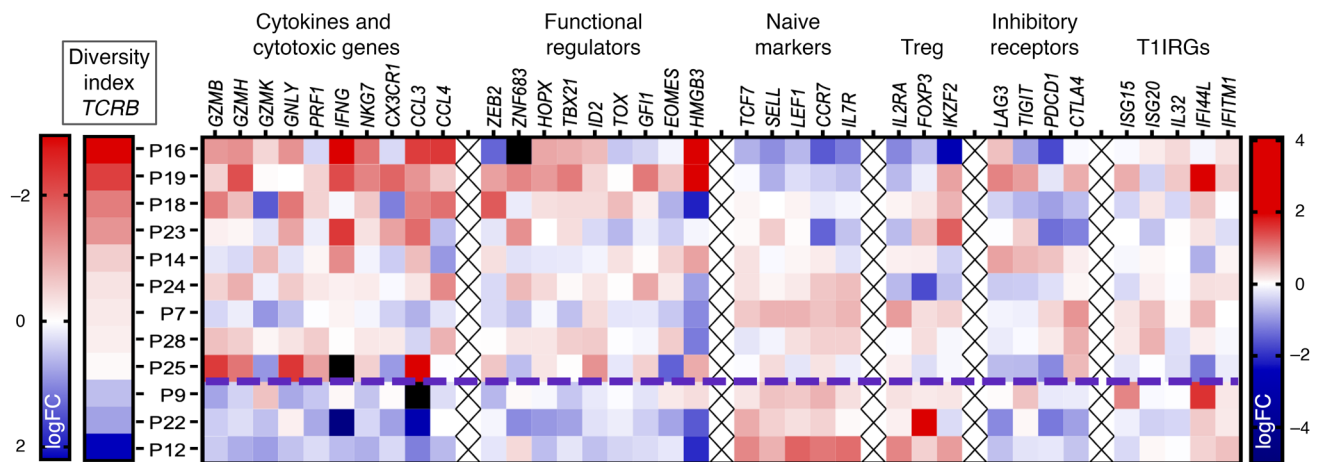 Cytokines and
cytotoxic genes
Functional
regulators
Naive
markers
Treg
Inhibitory
receptors
T1IRGs
Diversity
index
TCRB
GZMB
GZMH
GZMK
GNLY
PRF1
IFNG
NKG7
CX3CR1
CCL3
CCL4
ZEB2
ZNF683
HOPX
TBX21
ID2
TOX
GFI1
EOMES
HMGB3
TCF7
SELL
LEF1
CCR7
IL7R
IL2RA
FOXP3
IKZF2
LAG3
TIGIT
PDCD1
CTLA4
ISG15
ISG20
IL32
IFI44L
IFITM1
−2
0
2
logFC
P16
P19
P18
P23
P14
P24
P7
P28
P25
P9
P22
P12
4
2
0
−2
−4
logFC